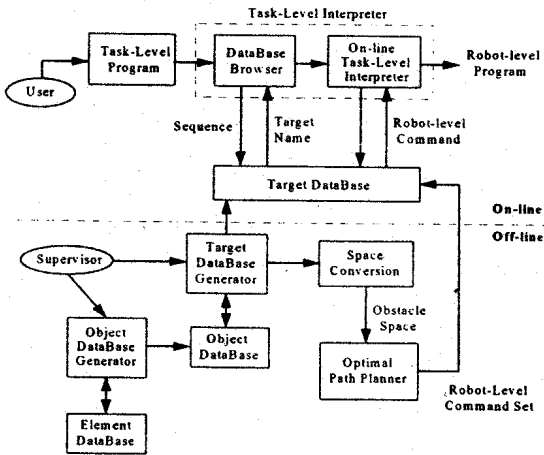 Task-Level Interpreter
Task-Level
Program
DataBase
Browser
On-line
Task-Level
Interpreter
Robot-level
Program
User
Sequence
Target
Name
Robot-level
Command
Target DataBase
On-line
Off-line
Supervisor
Target
DataBase
Generator
Space
Conversion
Obstacle
Space
Object
DataBase
Generator
Object
DataBase
Optimal
Path Planner
Robot-Level
Command Set
Element
DataBase